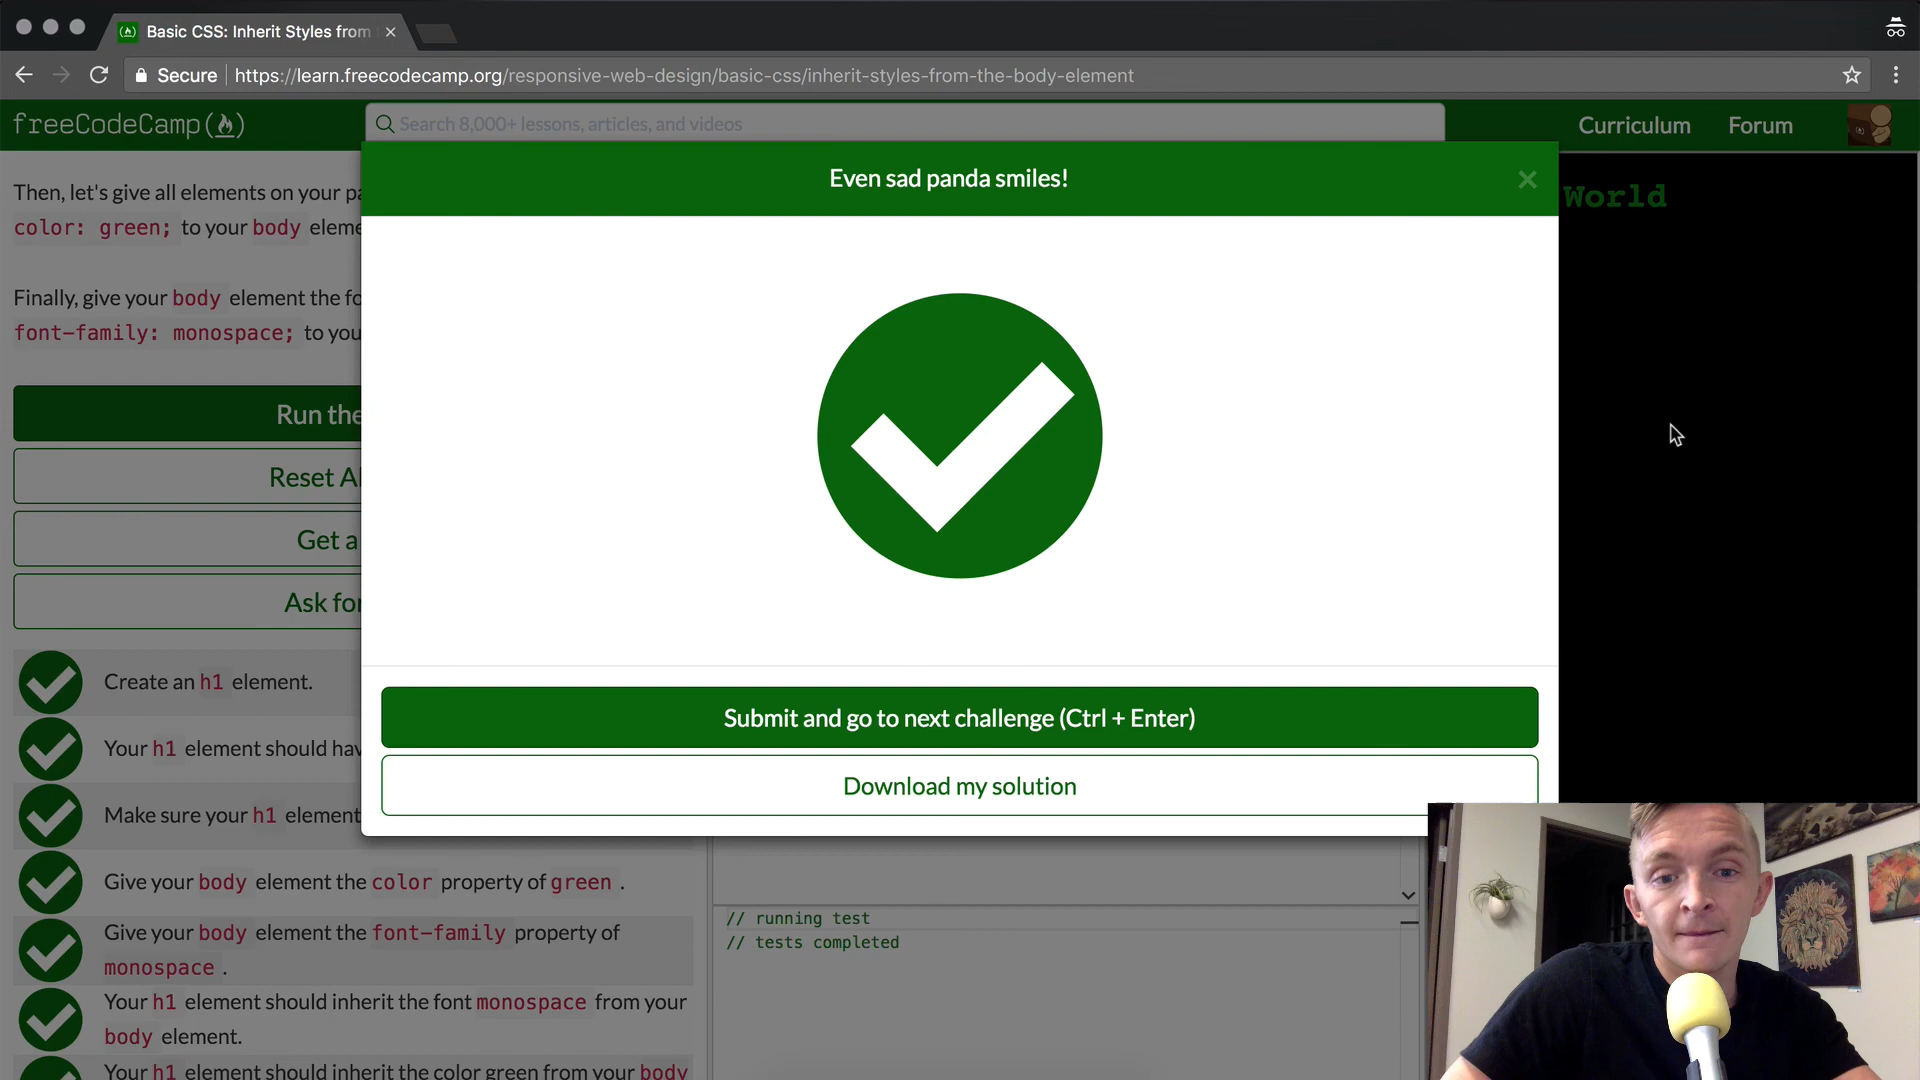 Basic CSS: Inherit Styles from
Secure
https://learn.freecodecamp.org/responsive-web-design/basic-css/inherit-styles-from-the-body-element
freeCodeCamp
Search 8,000+ lessons, articles, and videos
Curriculum
Forum
Even sad panda smiles!
×
Then, let's give all elements on your
color: green; to your body
Finally, give your body element the
font-family: monospace; to
Run the
Reset
Get a
Ask
World
Submit and go to next challenge (Ctrl + Enter)
Download my solution
Create an h1 element.
Your h1 element should
Make sure your h1 element
Give your body element the color property of green .
Give your body element the font-family property of
monospace .
Your h1 element should inherit the font monospace from your
body element.
Your h1 element should inherit the color green from your body
// running test
// tests completed